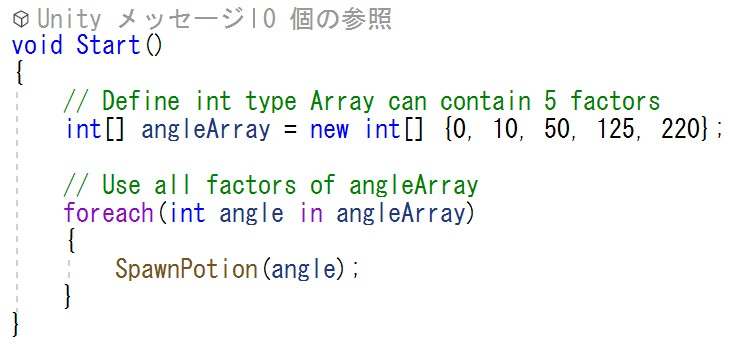 Unity メッセージ|0 個の参照
void Start()
{
// Define int type Array can contain 5 factors
int[] angleArray = new int[] {0, 10, 50, 125, 220};
// Use all factors of angleArray
foreach(int angle in angleArray)
{
SpawnPotion(angle);
}
}